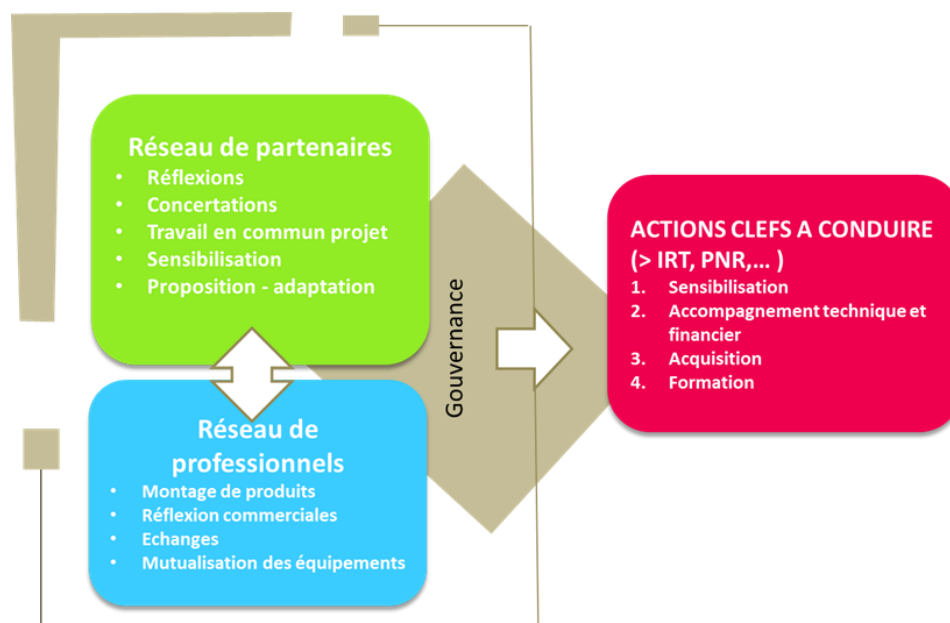 Réseau de partenaires
• Réflexions
• Concertations
• Travail en commun projet
• Sensibilisation
• Proposition - adaptation
Réseau de
professionnels
• Montage de produits
• Réflexion commerciales
• Echanges
• Mutualisation des équipements
Gouvernance
ACTIONS CLEFS A CONDUIRE
(> IRT, PNR,... )
1. Sensibilisation
2. Accompagnement technique et
financier
3. Acquisition
4. Formation